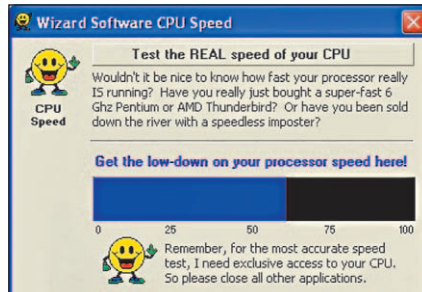 Wizard Software CPU Speed
Test the REAL speed of your CPU
Wouldn't it be nice to know how fast your processor really
IS running? Have you really just bought a super-fast 6
Ghz Pentium or AMD Thunderbird? Or have you been sold
down the river with a speedless imposter?
CPU
Speed
Get the low-down on your processor speed here!
0 25 50 75 100
Remember, for the most accurate speed
test, I need exclusive access to your CPU.
So please close all other applications.